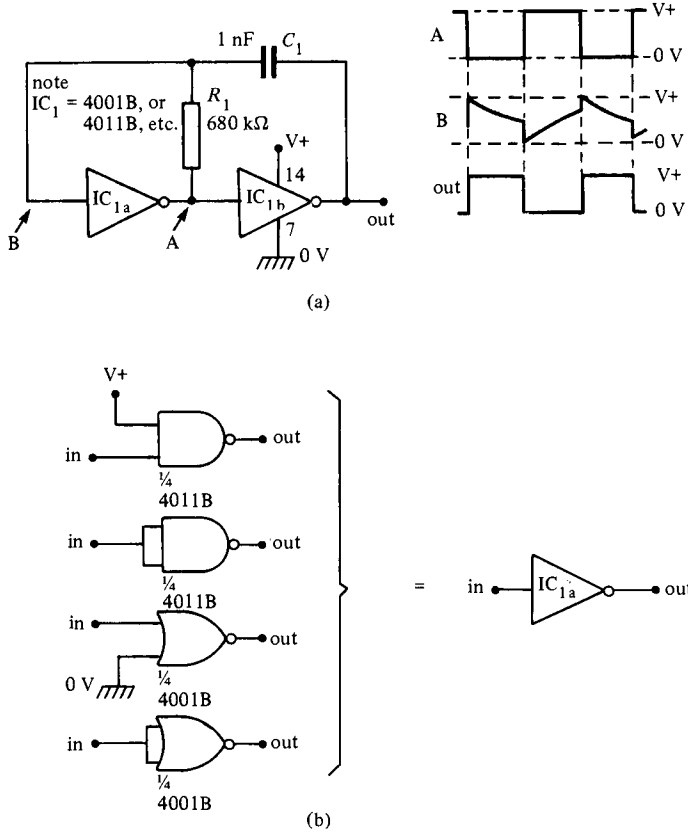 1 nF C1
note
IC1 = 4001B, or
4011B, etc.
R1
680 kΩ
V+
14
IC1a
IC1b
7
B
A
out
0 V
A
V+
0 V
B
V+
0 V
out
V+
0 V
(a)
V+
in
out
¼
4011B
in
out
¼
4011B
in
out
0 V
¼
4001B
in
out
¼
4001B
=
in
IC1a
out
(b)